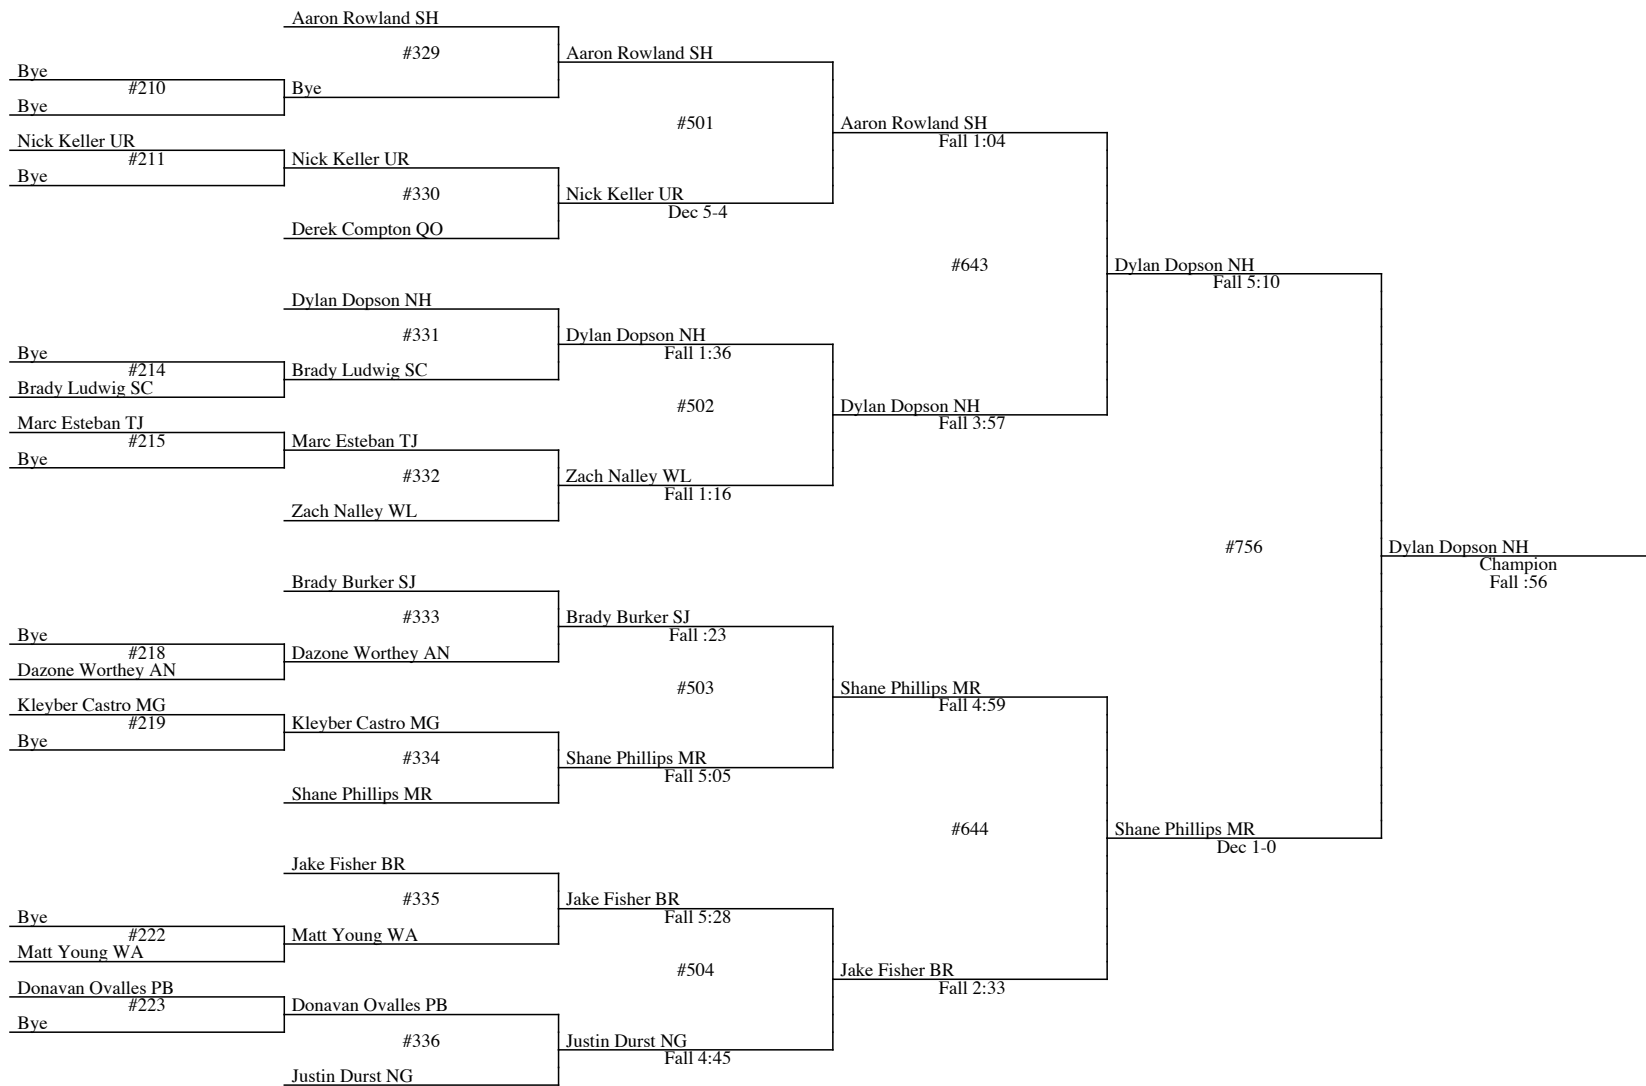 Aaron Rowland SH
#329
Aaron Rowland SH
Bye
#210
Bye
Bye
#501
Aaron Rowland SH
Fall 1:04
Nick Keller UR
#211
Nick Keller UR
Bye
#330
Nick Keller UR
Dec 5-4
Derek Compton QO
#643
Dylan Dopson NH
Fall 5:10
Dylan Dopson NH
#331
Dylan Dopson NH
Fall 1:36
Bye
#214
Brady Ludwig SC
Brady Ludwig SC
#502
Dylan Dopson NH
Fall 3:57
Marc Esteban TJ
#215
Marc Esteban TJ
Bye
#332
Zach Nalley WL
Fall 1:16
Zach Nalley WL
#756
Dylan Dopson NH
Champion
Fall :56
Brady Burker SJ
#333
Brady Burker SJ
Fall :23
Bye
#218
Dazone Worthey AN
Dazone Worthey AN
#503
Shane Phillips MR
Fall 4:59
Kleyber Castro MG
#219
Kleyber Castro MG
Bye
#334
Shane Phillips MR
Fall 5:05
Shane Phillips MR
#644
Shane Phillips MR
Dec 1-0
Jake Fisher BR
#335
Jake Fisher BR
Fall 5:28
Bye
#222
Matt Young WA
Matt Young WA
#504
Jake Fisher BR
Fall 2:33
Donavan Ovalles PB
#223
Donavan Ovalles PB
Bye
#336
Justin Durst NG
Fall 4:45
Justin Durst NG